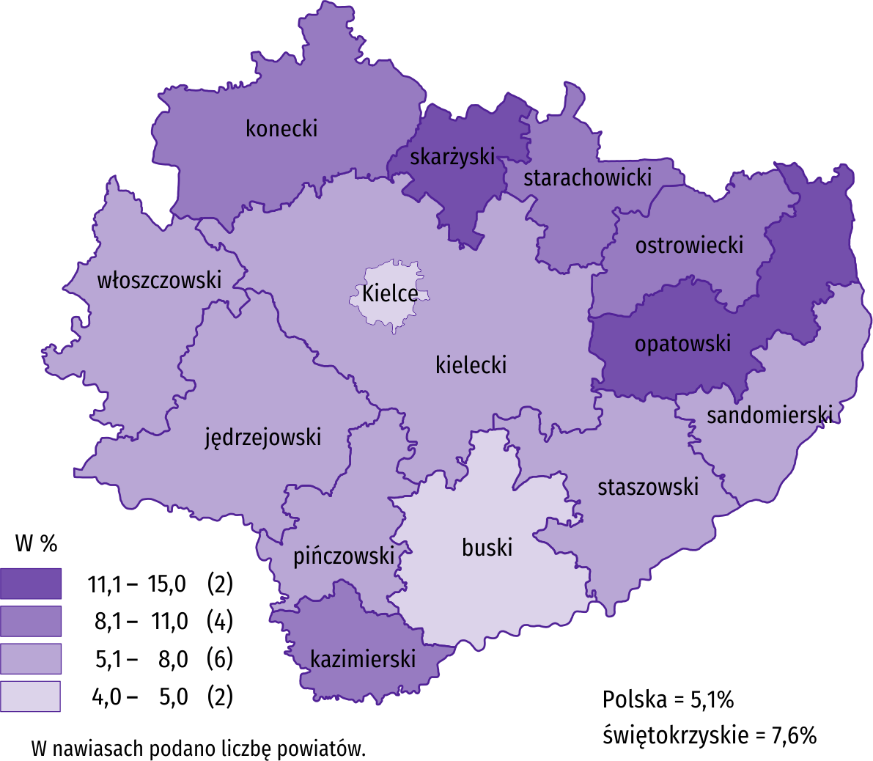 konecki
skarżyski
starachowicki
ostrowiecki
włoszczowski
Kielce
opatowski
kielecki
sandomierski
jędrzejowski
staszowski
pińczowski
buski
kazimierski
W %
11,1 – 15,0 (2)
8,1 – 11,0 (4)
5,1 – 8,0 (6)
4,0 – 5,0 (2)
Polska = 5,1%
świętokrzyskie = 7,6%
W nawiasach podano liczbę powiatów.